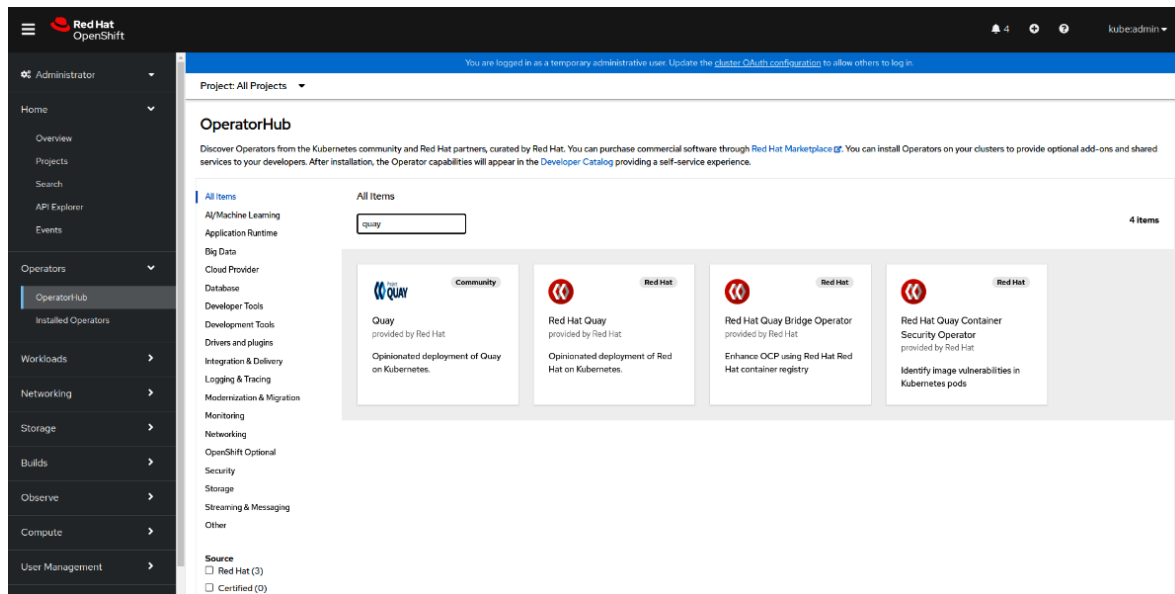 Red Hat
OpenShift
4
kube:admin
Administrator
Home
Overview
Projects
Search
API Explorer
Events
Operators
OperatorHub
Installed Operators
Workloads
Networking
Storage
Builds
Observe
Compute
User Management
You are logged in as a temporary administrative user. Update the cluster OAuth configuration to allow others to log in.
Project: All Projects
OperatorHub
Discover Operators from the Kubernetes community and Red Hat partners, curated by Red Hat. You can purchase commercial software through Red Hat Marketplace. You can install Operators on your clusters to provide optional add-ons and shared
services to your developers. After installation, the Operator capabilities will appear in the Developer Catalog providing a self-service experience.
All Items
AI/Machine Learning
Application Runtime
Big Data
Cloud Provider
Database
Developer Tools
Development Tools
Drivers and plugins
Integration & Delivery
Logging & Tracing
Modernization & Migration
Monitoring
Networking
OpenShift Optional
Security
Storage
Streaming & Messaging
Other
Source
Red Hat (3)
Certified (0)
All Items
quay
4 items
QUAY
Community
Quay
provided by Red Hat
Opinionated deployment of Quay
on Kubernetes.
Red Hat
Red Hat Quay
provided by Red Hat
Opinionated deployment of Red
Hat on Kubernetes.
Red Hat
Red Hat Quay Bridge Operator
provided by Red Hat
Enhance OCP using Red Hat Red
Hat container registry
Red Hat
Red Hat Quay Container
Security Operator
provided by Red Hat
Identify image vulnerabilities in
Kubernetes pods